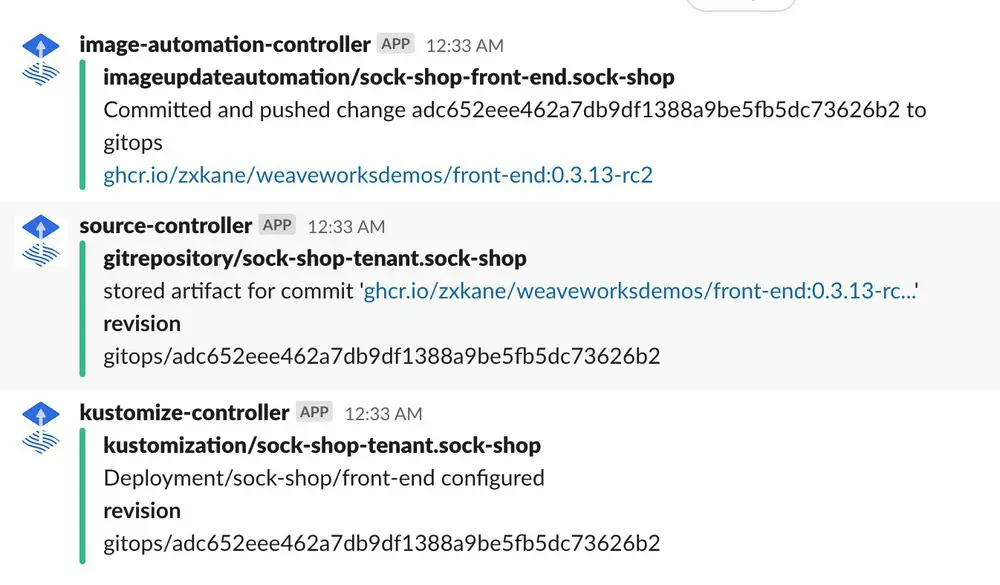 image-automation-controller APP 12:33 AM
imageupdateautomation/sock-shop-front-end.sock-shop
Committed and pushed change adc652eee462a7db9df1388a9be5fb5dc73626b2 to
gitops
ghcr.io/zxkane/weaveworksdemos/front-end:0.3.13-rc2
source-controller APP 12:33 AM
gitrepository/sock-shop-tenant.sock-shop
stored artifact for commit 'ghcr.io/zxkane/weaveworksdemos/front-end:0.3.13-rc...'
revision
gitops/adc652eee462a7db9df1388a9be5fb5dc73626b2
kustomize-controller APP 12:33 AM
kustomization/sock-shop-tenant.sock-shop
Deployment/sock-shop/front-end configured
revision
gitops/adc652eee462a7db9df1388a9be5fb5dc73626b2